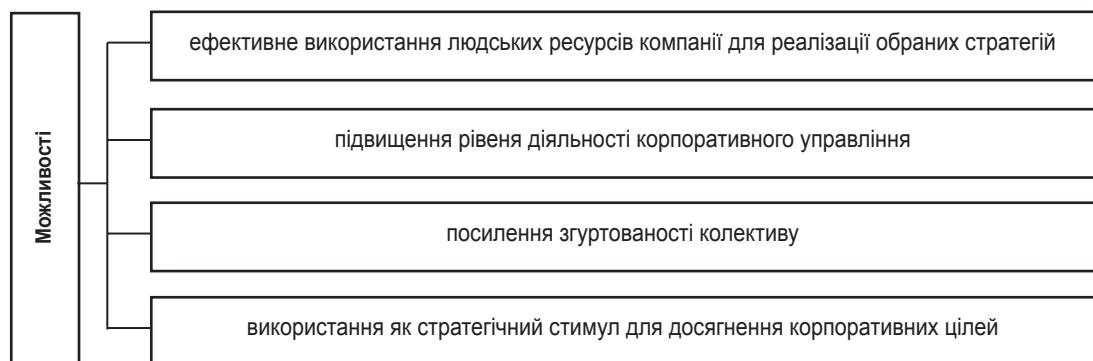 Можливості
ефективне використання людських ресурсів компанії для реалізації обраних стратегій
підвищення рівеня діяльності корпоративного управління
посилення згуртованості колективу
використання як стратегічний стимул для досягнення корпоративних цілей